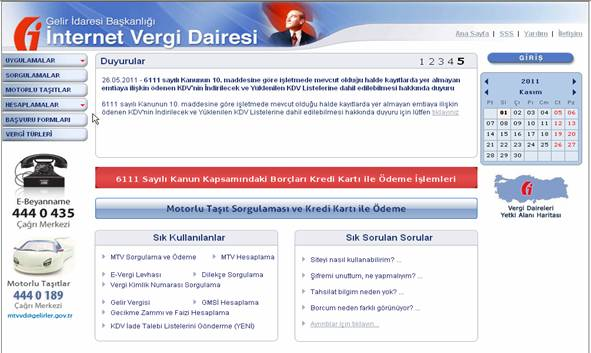 Gelir İdaresi Başkanlığı
İnternet Vergi Dairesi
Ana Sayfa | SSS | Yardım | İletişim
UYGULAMALAR
SORGULAMALAR
MOTORLU TAŞITLAR
HESAPLAMALAR
BAŞVURU FORMLARI
VERGİ TÜRLERİ
E-Beyanname
444 0 435
Çağrı Merkezi
Motorlu Taşıtlar
444 0 189
Çağrı Merkezi
mtvvd@gelirler.gov.tr
Duyurular 1 2 3 4 5
26.05.2011 - 6111 sayılı Kanunun 10. maddesine göre işletmede mevcut olduğu halde kayıtlarda yer almayan
emtiaya ilişkin ödenen KDV'nin İndirilecek ve Yüklenilen KDV Listelerine dahil edilebilmesi hakkında duyuru
6111 sayılı Kanunun 10. maddesine göre işletmede mevcut olduğu halde kayıtlarda yer almayan emtiaya ilişkin
ödenen KDV'nin İndirilecek ve Yüklenilen KDV Listelerine dahil edilebilmesi hakkında duyuru için lütfen tıklayınız
6111 Sayılı Kanun Kapsamındaki Borçları Kredi Kartı ile Ödeme İşlemleri
Motorlu Taşıt Sorgulaması ve Kredi Kartı ile Ödeme
Sık Kullanılanlar
MTV Sorgulama ve Ödeme MTV Hesaplama
E-Vergi Levhası Dilekçe Sorgulama
Vergi Kimlik Numarası Sorgulama
Gelir Vergisi GMSİ Hesaplama
Gecikme Zammı ve Faizi Hesaplama
KDV İade Talebi Listelerini Gönderme (YENİ)
Sık Sorulan Sorular
Siteyi nasıl kullanabilirim? ...
Şifremi unuttum, ne yapmalıyım? ...
Tahsilat bilgim neden yok? ...
Borcum neden farklı görünüyor? ...
Ayrıntılar için tıklayın...
GİRİŞ
2011
Kasım
Pt Sl Çr Pr Cm Ct Pz
01 02 03 04 05 06
07 08 09 10 11 12 13
14 15 16 17 18 19 20
21 22 23 24 25 26 27
28 29 30
Vergi Daireleri
Yetki Alanı Haritası